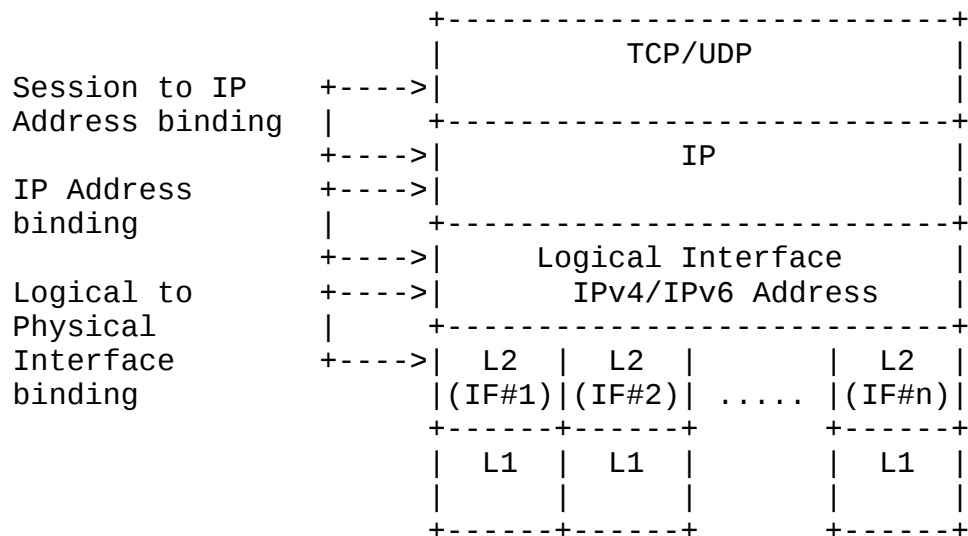 +----------------------------+
                       |          TCP/UDP           |
Session to IP    +---->|                            |
Address binding  |     +----------------------------+
                 +---->|             IP             |
IP Address       +---->|                            |
binding          |     +----------------------------+
                 +---->|     Logical Interface      |
Logical to       +---->|       IPv4/IPv6 Address    |
Physical         |     +----------------------------+
Interface        +---->|  L2  |  L2  |       |  L2  |
binding                |(IF#1)|(IF#2)| ..... |(IF#n)|
                       +------+------+       +------+
                       |  L1  |  L1  |       |  L1  |
                       |      |      |       |      |
                       +------+------+       +------+